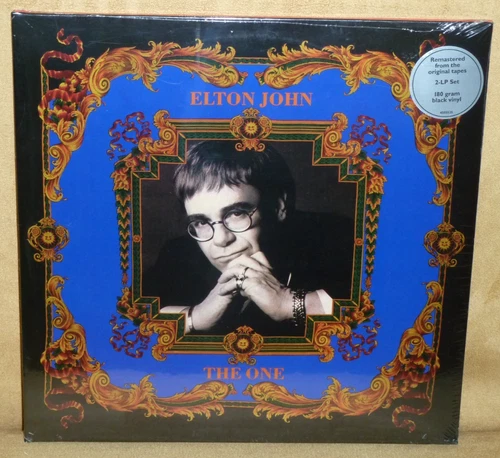 ELTON JOHN
Remastered
from the
original tapes
2-LP Set
180 gram
black vinyl
THE ONE